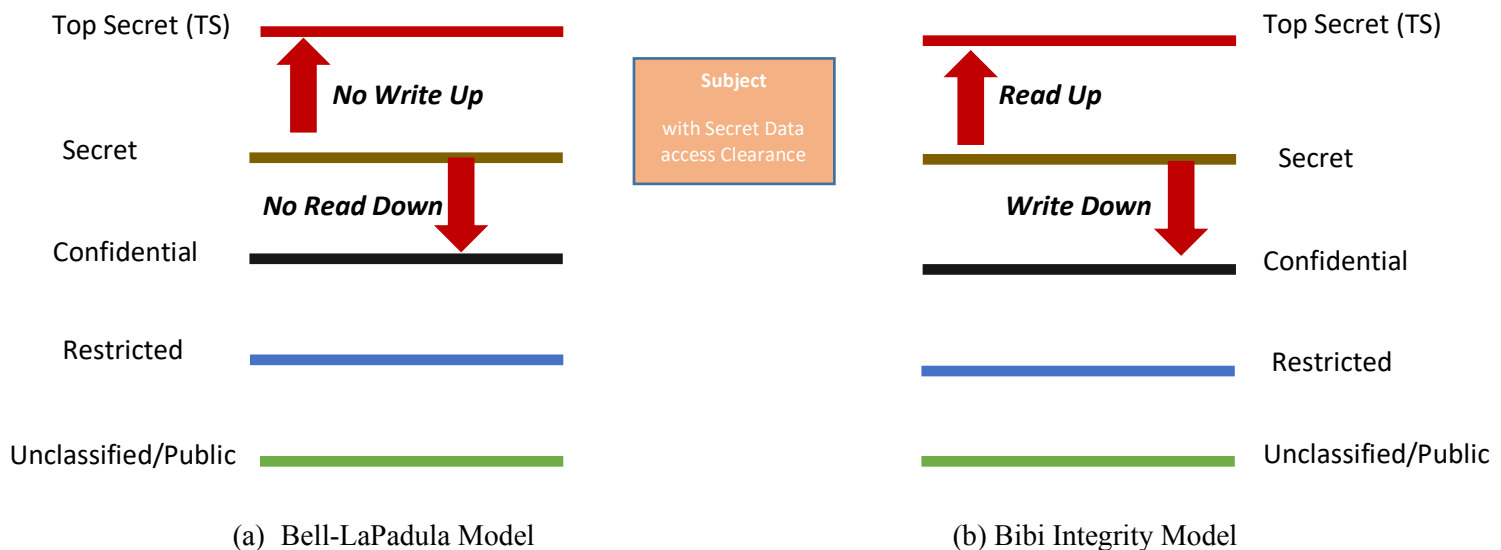 Top Secret (TS)
No Write Up
Secret
No Read Down
Confidential
Restricted
Unclassified/Public
(a) Bell-LaPadula Model
Subject
with Secret Data
access Clearance
Top Secret (TS)
Read Up
Secret
Write Down
Confidential
Restricted
Unclassified/Public
(b) Bibi Integrity Model